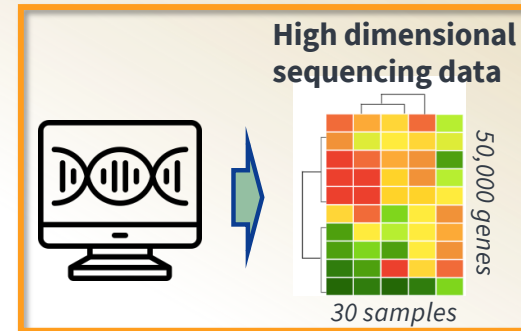 High dimensional
sequencing data
50,000 genes
30 samples